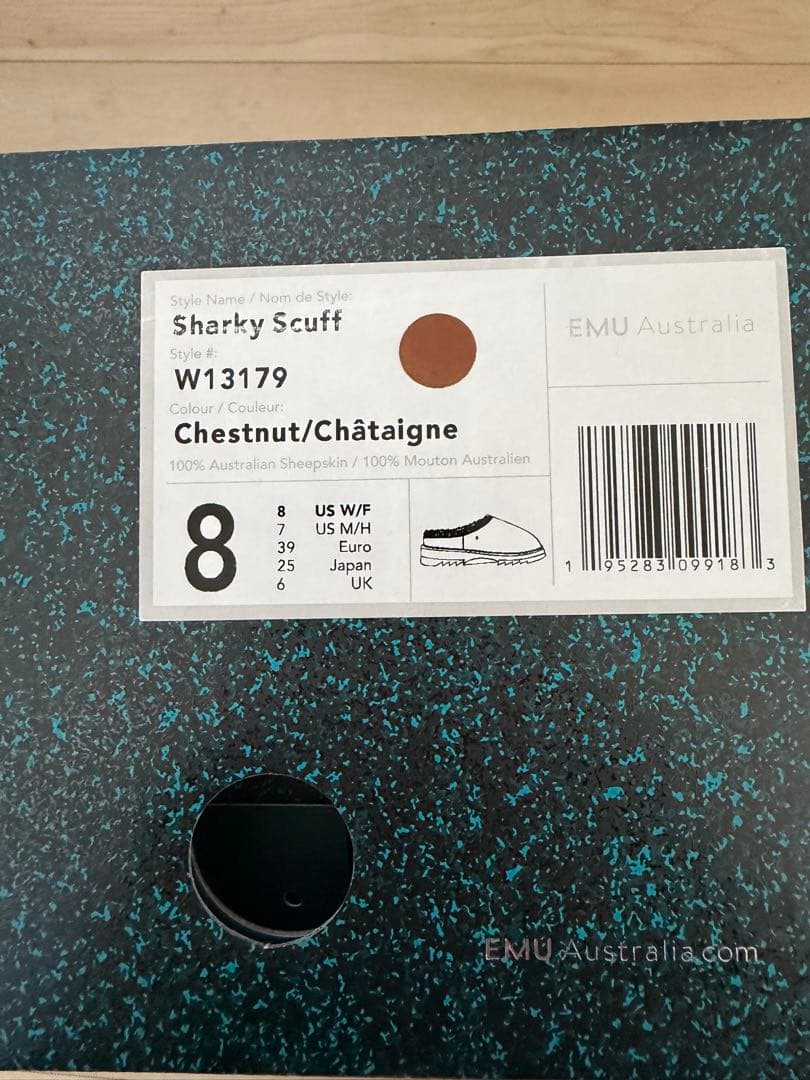 Style Name / Nom de Style:
Sharky Scuff
Style #:
W13179
Colour / Couleur:
Chestnut/Châtaigne
100% Australian Sheepskin / 100% Mouton Australien
EMU Australia
8
8 US W/F
7 US M/H
39 Euro
25 Japan
6 UK
1 95283 09918 3
EMU Australia.com